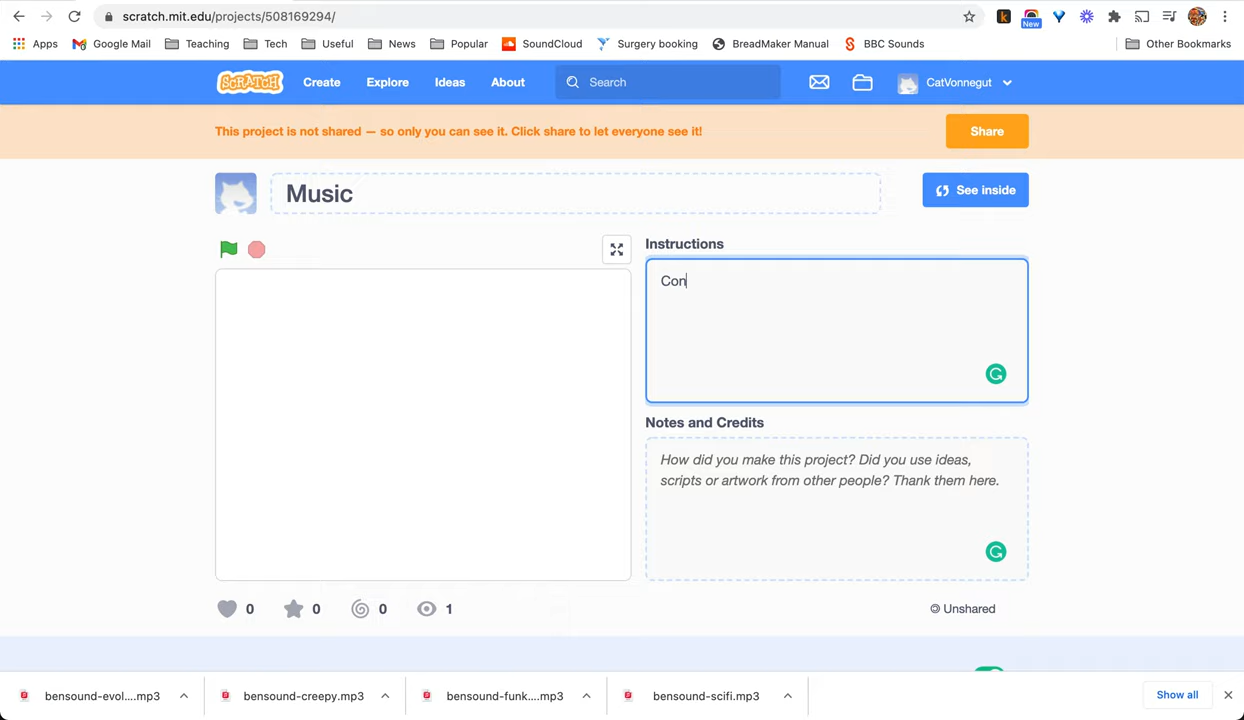 scratch.mit.edu/projects/508169294/
New
Apps Google Mail Teaching Tech Useful News Popular SoundCloud Surgery booking BreadMaker Manual BBC Sounds Other Bookmarks
SCRATCH Create Explore Ideas About Search CatVonnegut
This project is not shared — so only you can see it. Click share to let everyone see it! Share
Music See inside
Instructions
Con
Notes and Credits
How did you make this project? Did you use ideas,
scripts or artwork from other people? Thank them here.
0 0 0 1 Unshared
bensound-evol....mp3 bensound-creepy.mp3 bensound-funk....mp3 bensound-scifi.mp3 Show all